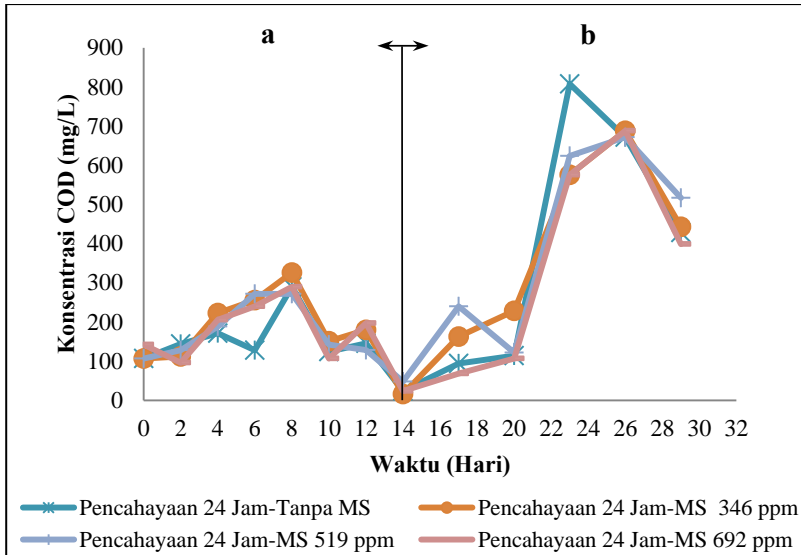 a
b
900
800
700
600
500
400
300
200
100
0
Konsentrasi COD (mg/L)
0 2 4 6 8 10 12 14 16 18 20 22 24 26 28 30 32
Waktu (Hari)
Pencahayaan 24 Jam-Tanpa MS
Pencahayaan 24 Jam-MS 346 ppm
Pencahayaan 24 Jam-MS 519 ppm
Pencahayaan 24 Jam-MS 692 ppm